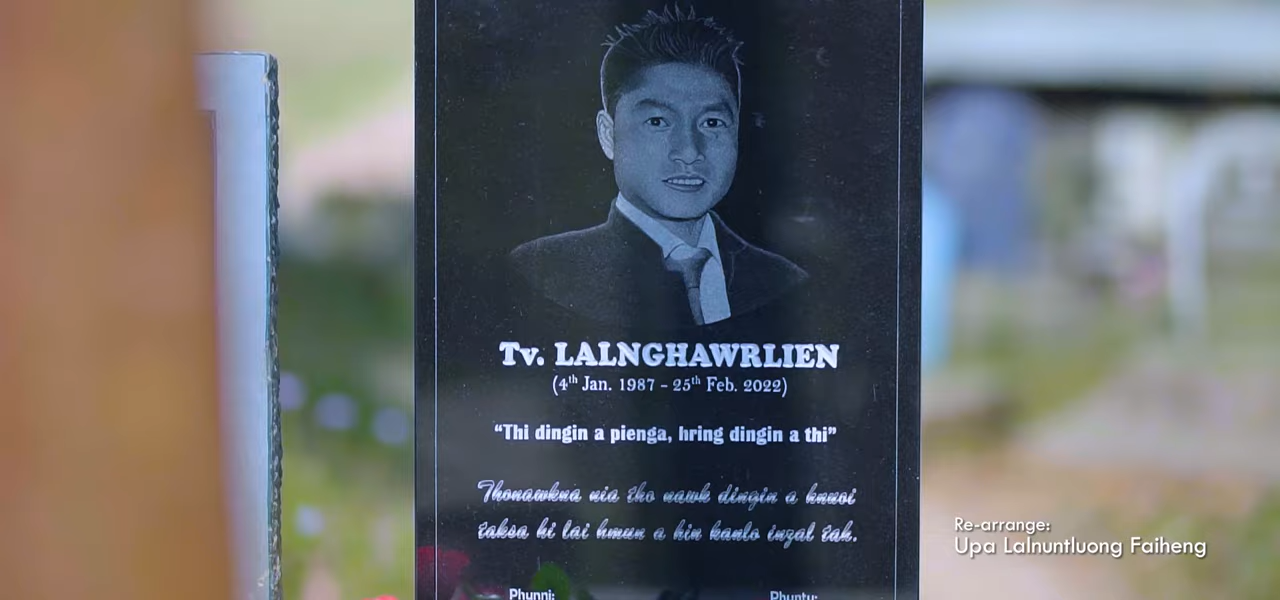 Tv. LALNGHAWRLIEN
(4th Jan. 1987 - 25th Feb. 2022)
"Thi dingin a pienga, hring dingin a thi"
Thonawkna nia tho nawk dingin a hnuoi
taksa hi lai hmun a hin kanlo inzal tah.
Phunni: Phuntu:
Re-arrange:
Upa Lalnuntluong Faiheng